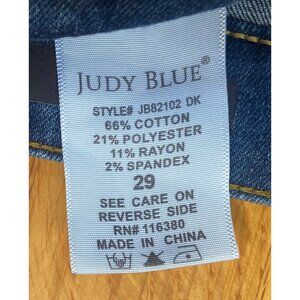 JUDY BLUE®
STYLE# JB82102 DK
66% COTTON
21% POLYESTER
11% RAYON
2% SPANDEX
29
SEE CARE ON
REVERSE SIDE
RN# 116380
MADE IN CHINA